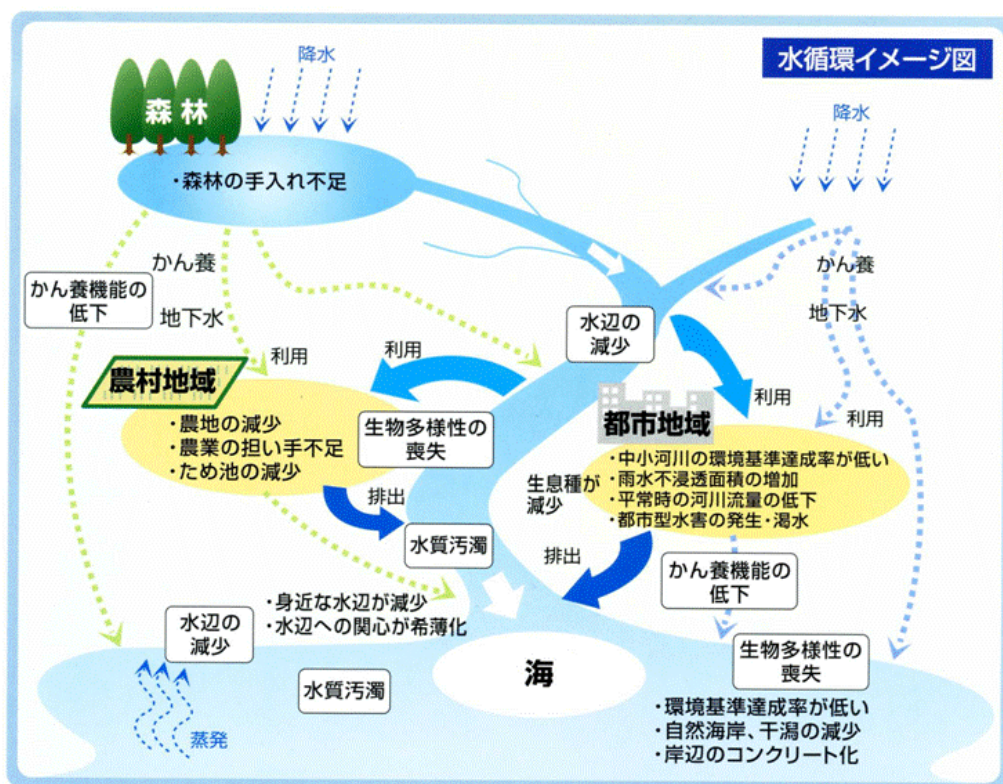 水循環イメージ図
降水
降水
森林
・森林の手入れ不足
かん養
かん養機能の
低下
地下水
かん養
地下水
水辺の
減少
利用
利用
利用
利用
農村地域
・農地の減少
・農業の担い手不足
・ため池の減少
生物多様性の
喪失
都市地域
・中小河川の環境基準達成率が低い
・雨水不浸透面積の増加
・平常時の河川流量の低下
・都市型水害の発生・渇水
生息種が
減少
排出
水質汚濁
排出
かん養機能の
低下
・身近な水辺が減少
・水辺への関心が希薄化
水辺の
減少
水質汚濁
海
生物多様性の
喪失
・環境基準達成率が低い
・自然海岸、干潟の減少
・岸辺のコンクリート化
蒸発